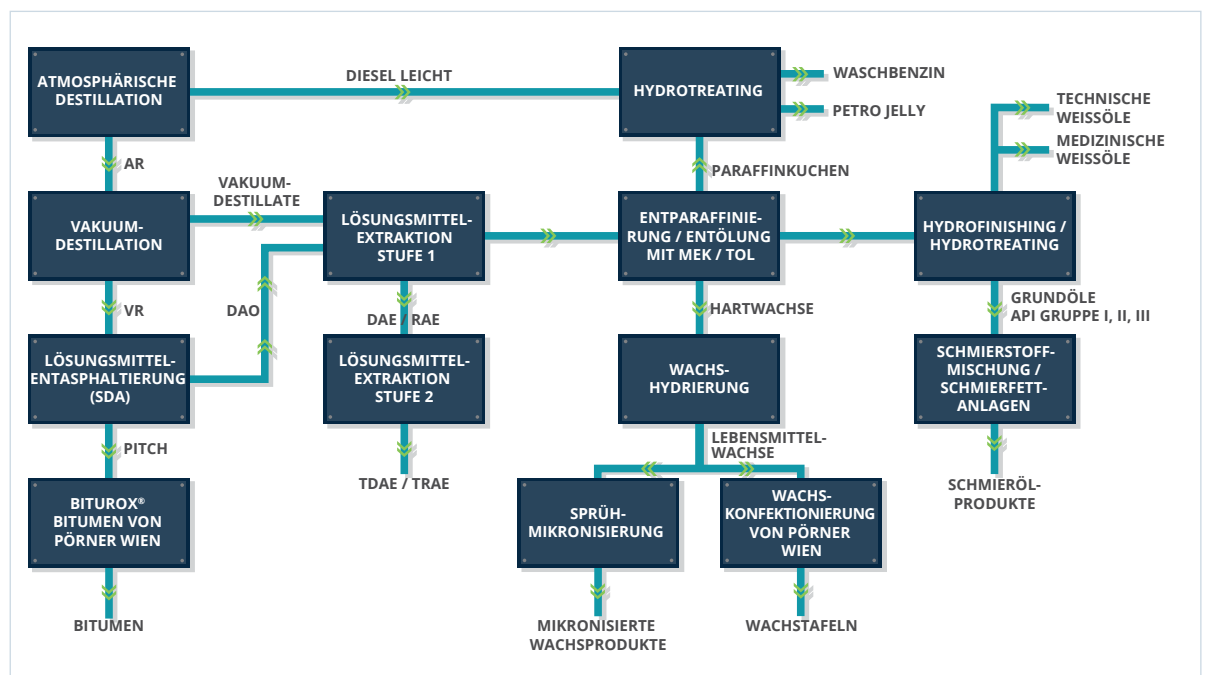 ATMOSPHÄRISCHE
DESTILLATION
DIESEL LEICHT
HYDROTREATING
WASCHBENZIN
PETRO JELLY
TECHNISCHE
WEISSÖLE
MEDIZINISCHE
WEISSÖLE
AR
PARAFFINKUCHEN
VAKUUM-
DESTILLATION
VAKUUM-
DESTILLATE
LÖSUNGSMITTEL-
EXTRAKTION
STUFE 1
ENTPARAFFINIE-
RUNG / ENTÖLUNG
MIT MEK / TOL
HYDROFINISHING /
HYDROTREATING
VR
DAO
DAE / RAE
HARTWACHSE
GRUNDÖLE
API GRUPPE I, II, III
LÖSUNGSMITTEL-
ENTASPHALTIERUNG
(SDA)
LÖSUNGSMITTEL-
EXTRAKTION
STUFE 2
WACHS-
HYDRIERUNG
SCHMIERSTOFF-
MISCHUNG /
SCHMIERFETT-
ANLAGEN
PITCH
TDAE / TRAE
LEBENSMITTEL-
WACHSE
SCHMIERÖL-
PRODUKTE
BITUROX®
BITUMEN VON
PÖRNER WIEN
SPRÜH-
MIKRONISIERUNG
WACHS-
KONFEKTIONIERUNG
VON PÖRNER
WIEN
BITUMEN
MIKRONISIERTE
WACHSPRODUKTE
WACHSTAFELN